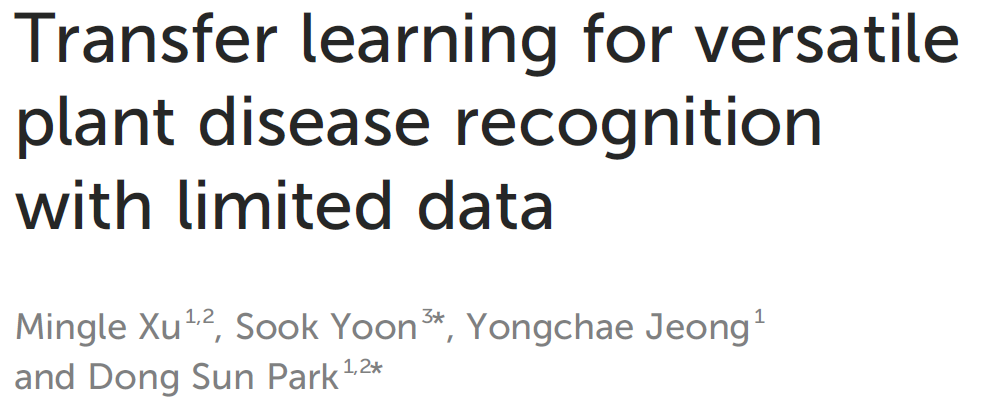 Transfer learning for versatile
plant disease recognition
with limited data
Mingle Xu1,2, Sook Yoon3*, Yongchae Jeong1
and Dong Sun Park1,2*